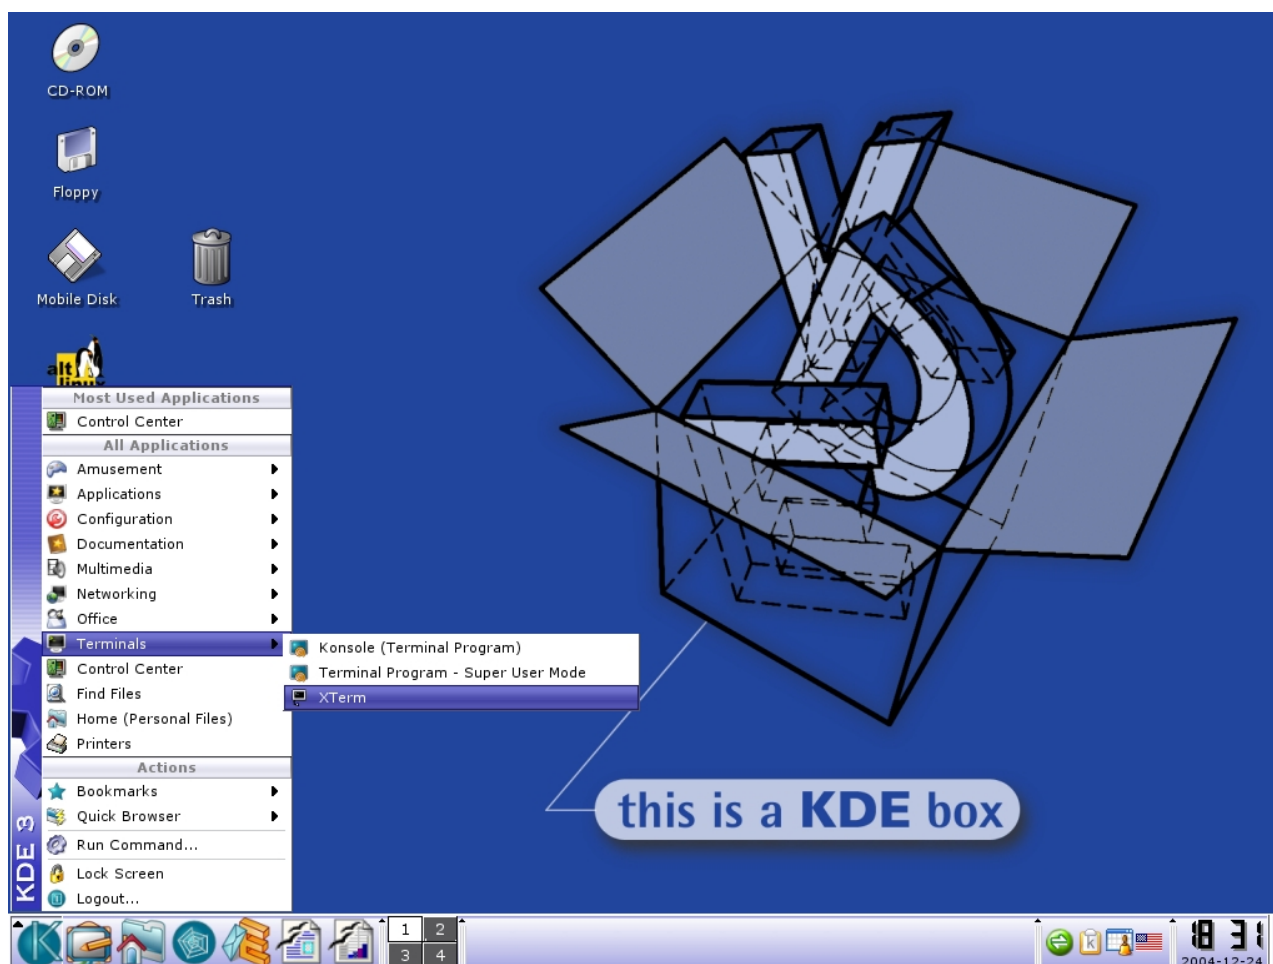 CD-ROM
Floppy
Mobile Disk
Trash
alt
linux
Most Used Applications
Control Center
All Applications
Amusement
Applications
Configuration
Documentation
Multimedia
Networking
Office
Terminals
Control Center
Find Files
Home (Personal Files)
Printers
Actions
Bookmarks
Quick Browser
Run Command...
Lock Screen
Logout...
KDE 3
Konsole (Terminal Program)
Terminal Program - Super User Mode
XTerm
this is a KDE box
1 2
3 4
18 31
2004-12-24